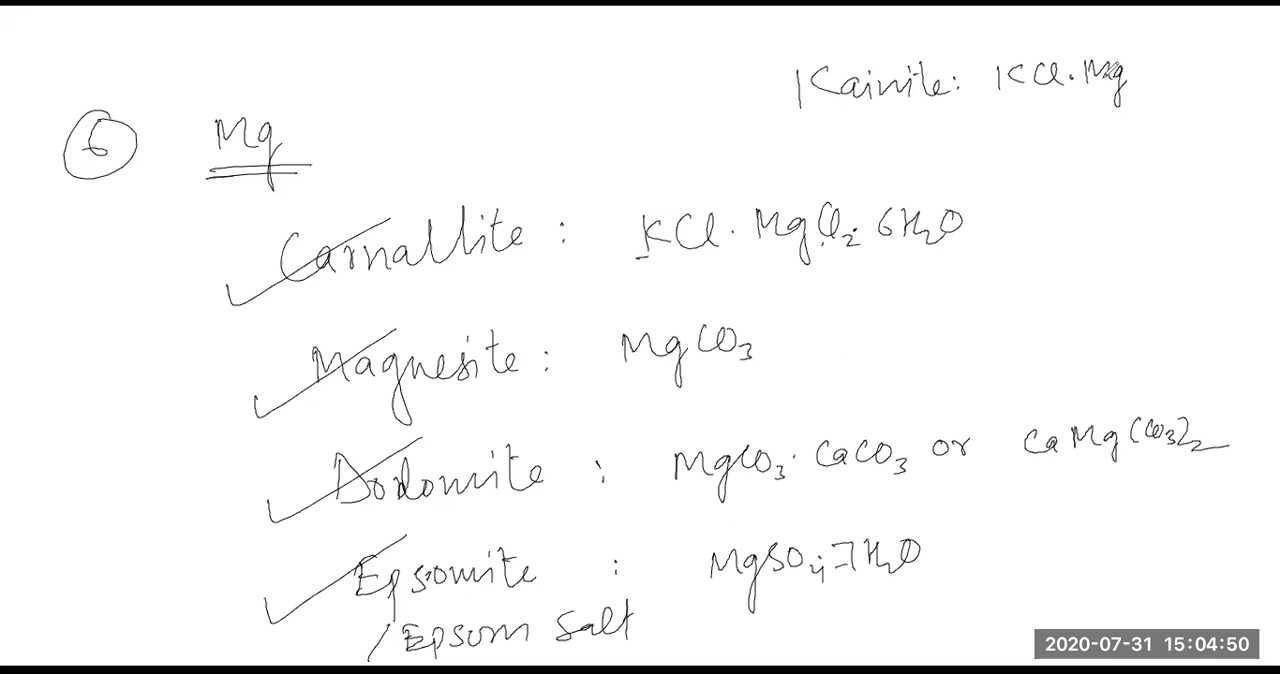 Kainite: KCl.Mg
6 Mg
Carnallite : KCl. MgCl2. 6H2O
Magnesite : MgCO3
Dolomite : MgCO3. CaCO3 or CaMg(CO3)2
Epsomite : MgSO4.7H2O
/Epsom Salt
2020-07-31 15:04:50